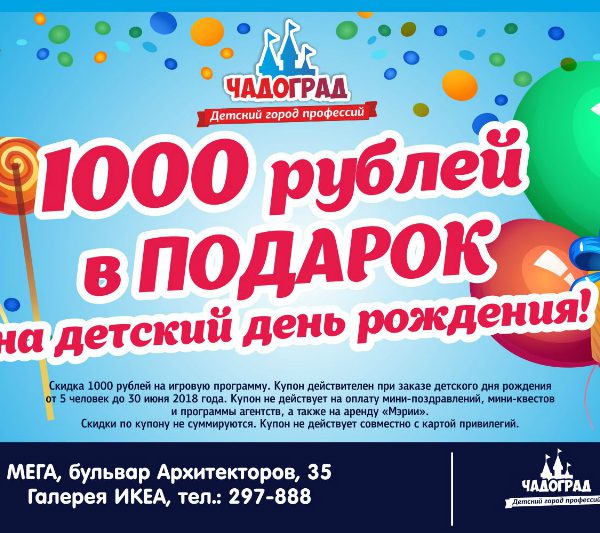 ЧАДОГРАД
Детский город профессий
1000 рублей
в ПОДАРОК
на детский день рождения!
Скидка 1000 рублей на игровую программу. Купон действителен при заказе детского дня рождения
от 5 человек до 30 июня 2018 года. Купон не действует на оплату мини-поздравлений, мини-квестов
и программы агентств, а также на аренду «Мэрии».
Скидки по купону не суммируются. Купон не действует совместно с картой привилегий.
МЕГА, бульвар Архитекторов, 35
Галерея ИКЕА, тел.: 297-888
ЧАДОГРАД
Детский город профессий